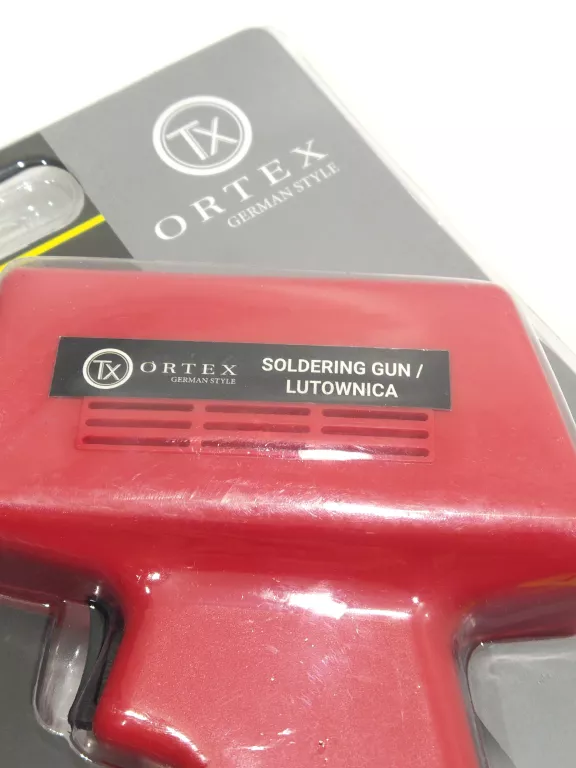 TX
ORTEX
GERMAN STYLE
TX ORTEX
GERMAN STYLE
SOLDERING GUN /
LUTOWNICA